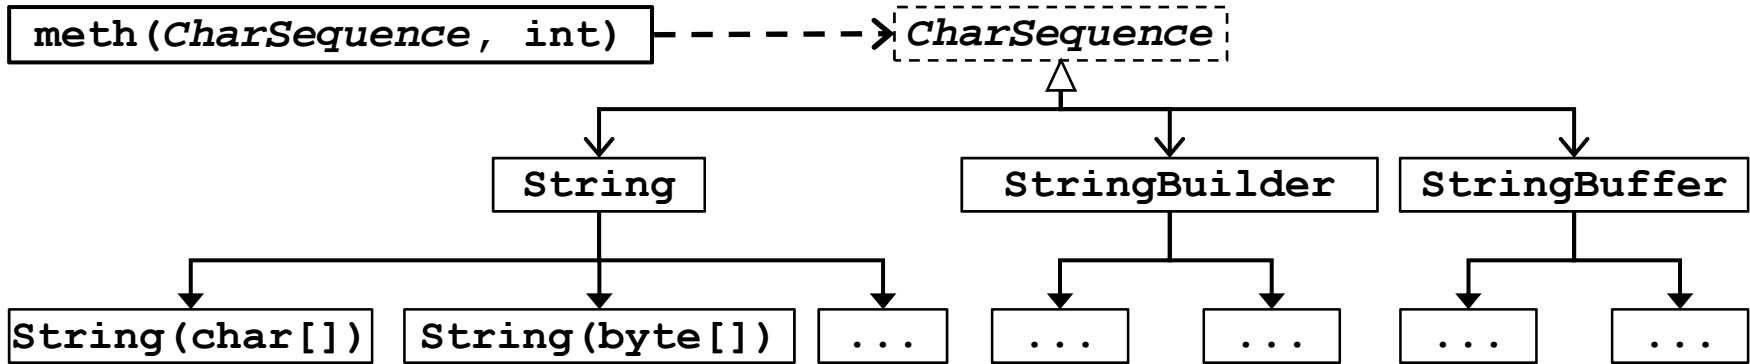 meth(CharSequence, int)
CharSequence
String
StringBuilder
StringBuffer
String(char[])
String(byte[])
...
...
...
...
...